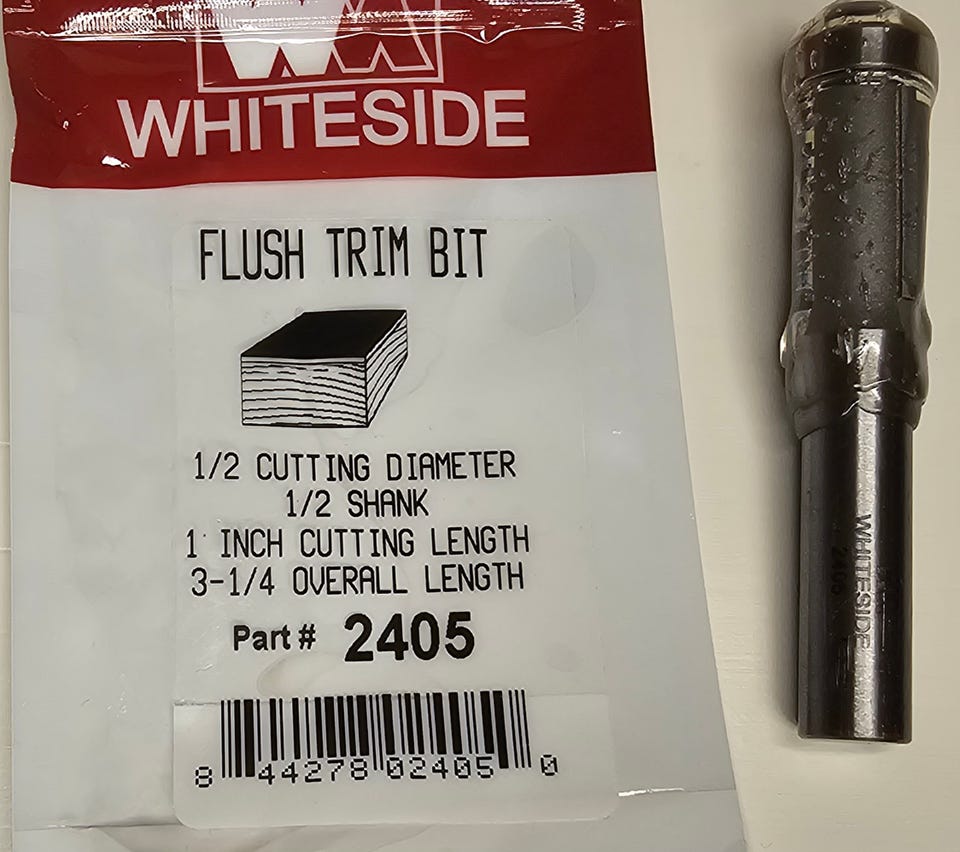 WHITESIDE
FLUSH TRIM BIT
1/2 CUTTING DIAMETER
1/2 SHANK
1 INCH CUTTING LENGTH
3-1/4 OVERALL LENGTH
Part # 2405
8 44278 02405 0
WHITESIDE
2405